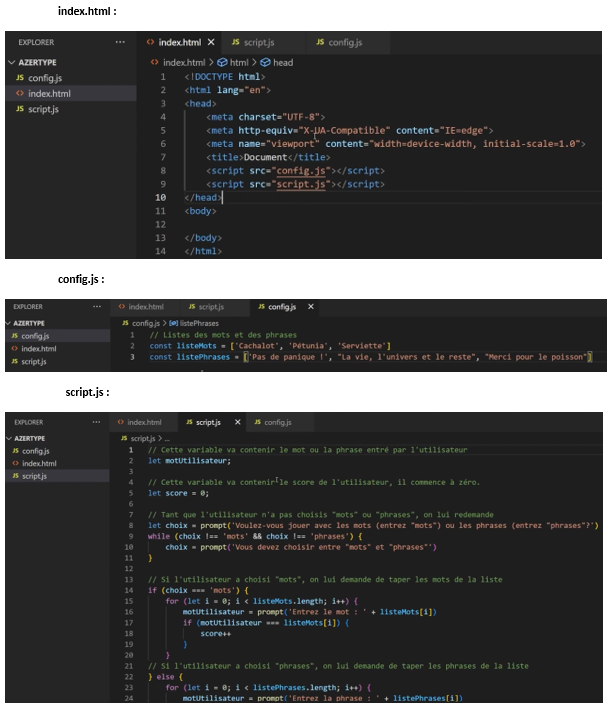 index.html :
EXPLORER ...
AZERTYPE
JS config.js
<> index.html
JS script.js
<> index.html X JS script.js JS config.js
<> index.html > html > head
1 <!DOCTYPE html>
2 <html lang="en">
3 <head>
4 <meta charset="UTF-8">
5 <meta http-equiv="X-UA-Compatible" content="IE=edge">
6 <meta name="viewport" content="width=device-width, initial-scale=1.0">
7 <title>Document</title>
8 <script src="config.js"></script>
9 <script src="script.js"></script>
10 </head>
11 <body>
12
13 </body>
14 </html>
config.js :
EXPLORER ...
AZERTYPE
JS config.js
<> index.html
JS script.js
<> index.html JS script.js JS config.js X
JS config.js > listePhrases
1 // Listes des mots et des phrases
2 const listeMots = ['Cachalot', 'Pétunia', 'Serviette']
3 const listePhrases = ['Pas de panique !', "La vie, l'univers et le reste", "Merci pour le poisson"]
script.js :
EXPLORER ...
AZERTYPE
JS config.js
<> index.html
JS script.js
<> index.html JS script.js X JS config.js
JS script.js > ...
1 // Cette variable va contenir le mot ou la phrase entré par l'utilisateur
2 let motUtilisateur;
3
4 // Cette variable va contenir le score de l'utilisateur, il commence à zéro.
5 let score = 0;
6
7 // Tant que l'utilisateur n'a pas choisis "mots" ou "phrases", on lui redemande
8 let choix = prompt('Voulez-vous jouer avec les mots (entrez "mots") ou les phrases (entrez "phrases"?')
9 while (choix !== 'mots' && choix !== 'phrases') {
10 choix = prompt('Vous devez choisir entre "mots" et "phrases"')
11 }
12
13 // Si l'utilisateur a choisi "mots", on lui demande de taper les mots de la liste
14 if (choix === 'mots') {
15 for (let i = 0; i < listeMots.length; i++) {
16 motUtilisateur = prompt('Entrez le mot : ' + listeMots[i])
17 if (motUtilisateur === listeMots[i]) {
18 score++
19 }
20 }
21 // Si l'utilisateur a choisi "phrases", on lui demande de taper les phrases de la liste
22 } else {
23 for (let i = 0; i < listePhrases.length; i++) {
24 motUtilisateur = prompt('Entrez la phrase : ' + listePhrases[i])